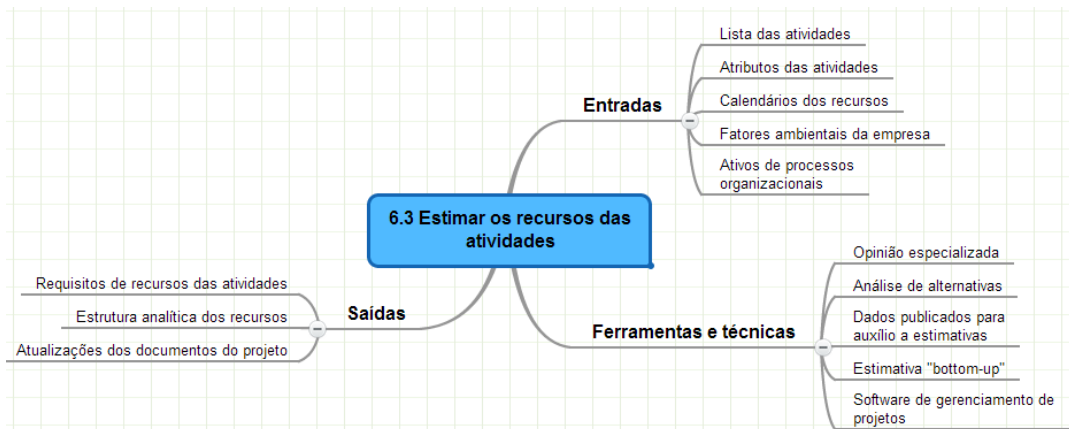 6.3 Estimar os recursos das
atividades
Entradas
Lista das atividades
Atributos das atividades
Calendários dos recursos
Fatores ambientais da empresa
Ativos de processos
organizacionais
Ferramentas e técnicas
Opinião especializada
Análise de alternativas
Dados publicados para
auxílio a estimativas
Estimativa "bottom-up"
Software de gerenciamento de
projetos
Saídas
Requisitos de recursos das atividades
Estrutura analítica dos recursos
Atualizações dos documentos do projeto